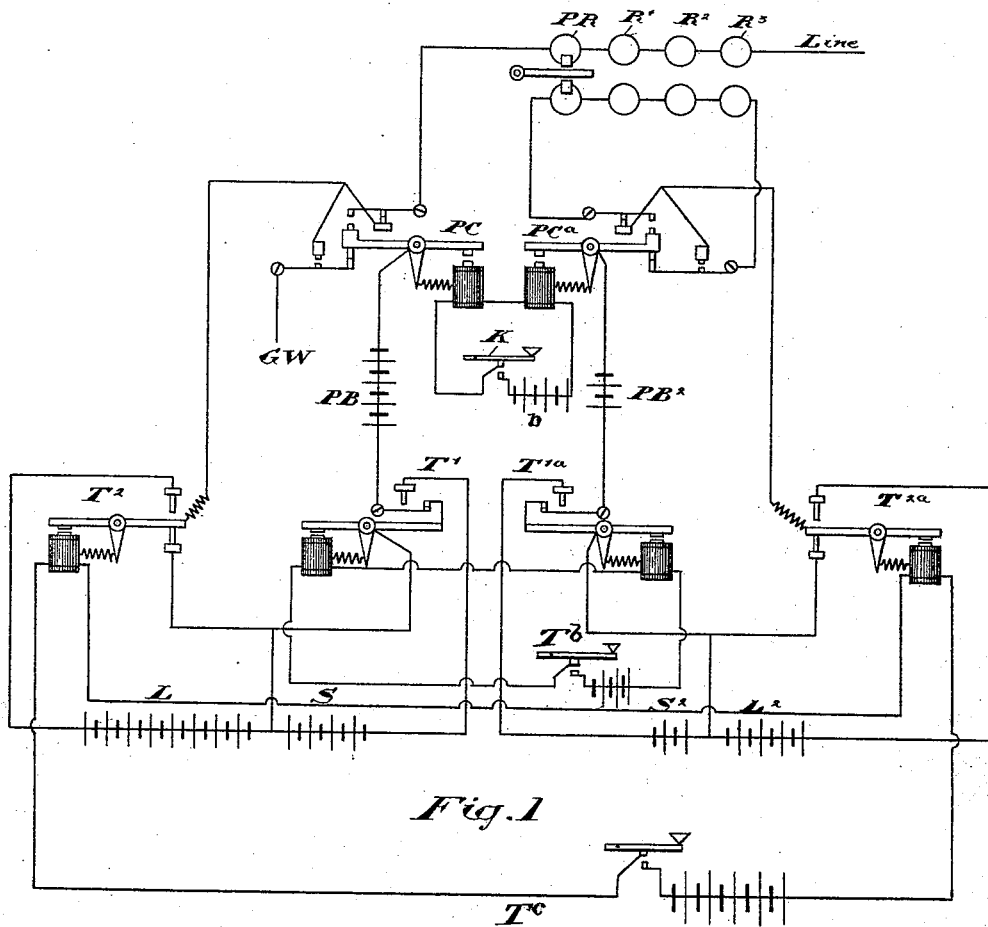 PR R¹ R² R³
Line
PC PCa
K
GW
PB PB²
b
T¹ T¹a
T² T²a
Tb
L S S² L²
Fig. 1
Tc